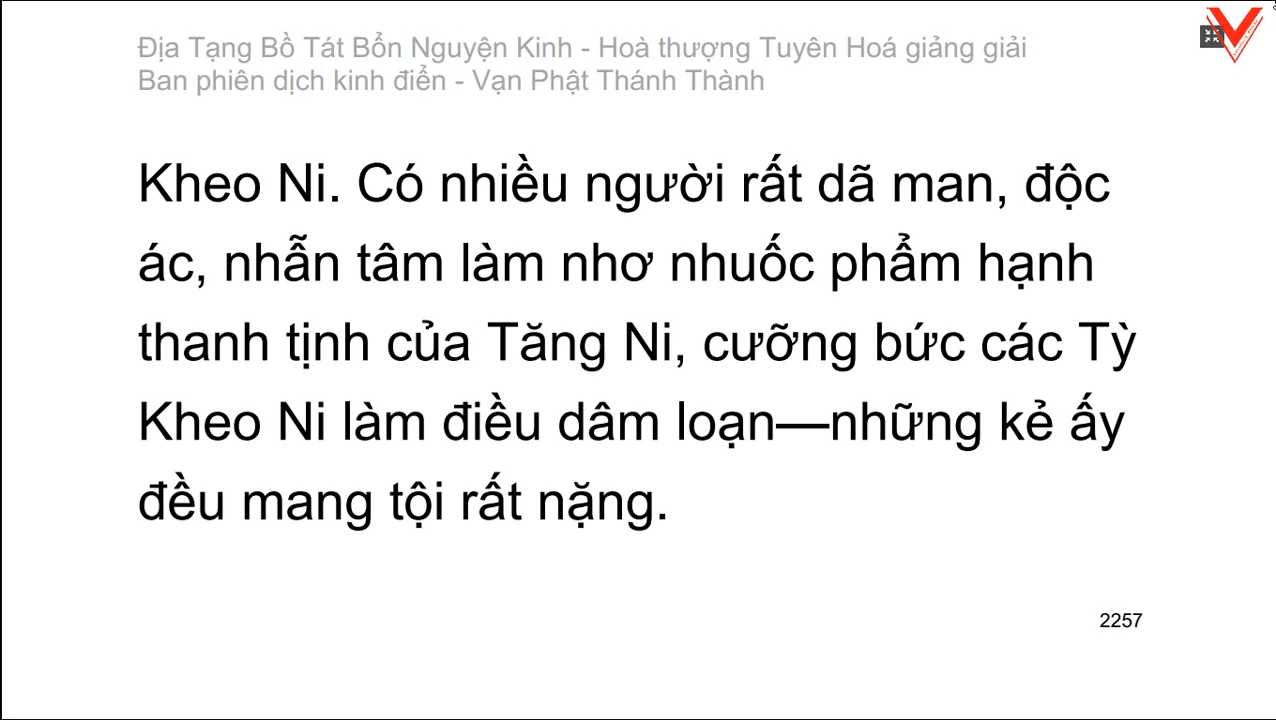 Địa Tạng Bồ Tát Bổn Nguyện Kinh - Hoà thượng Tuyên Hoá giảng giải
Ban phiên dịch kinh điển - Vạn Phật Thánh Thành
Kheo Ni. Có nhiều người rất dã man, độc
ác, nhẫn tâm làm nhơ nhuốc phẩm hạnh
thanh tịnh của Tăng Ni, cưỡng bức các Tỳ
Kheo Ni làm điều dâm loạn—những kẻ ấy
đều mang tội rất nặng.
2257